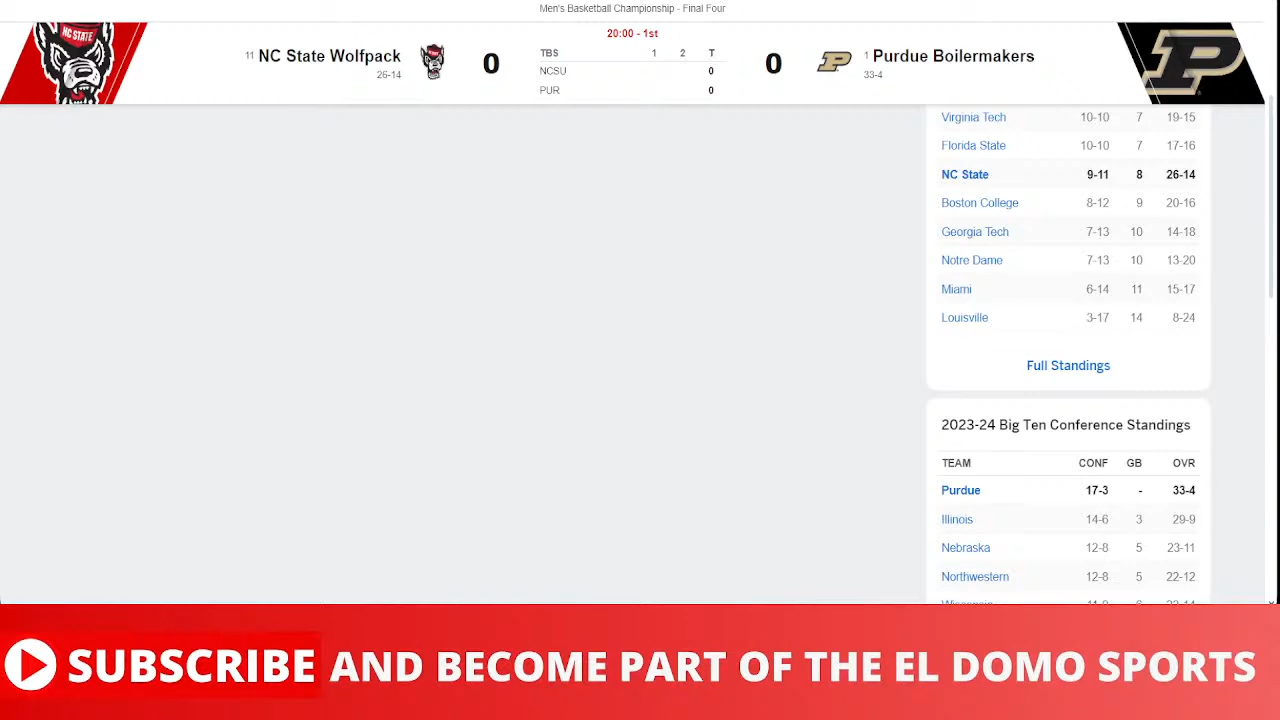 Men's Basketball Championship - Final Four
NC STATE
11 NC State Wolfpack
26-14
0
20:00 - 1st
TBS 1 2 T
NCSU 0
PUR 0
0
1 Purdue Boilermakers
33-4
P
Virginia Tech 10-10 7 19-15
Florida State 10-10 7 17-16
NC State 9-11 8 26-14
Boston College 8-12 9 20-16
Georgia Tech 7-13 10 14-18
Notre Dame 7-13 10 13-20
Miami 6-14 11 15-17
Louisville 3-17 14 8-24
Full Standings
2023-24 Big Ten Conference Standings
TEAM CONF GB OVR
Purdue 17-3 - 33-4
Illinois 14-6 3 29-9
Nebraska 12-8 5 23-11
Northwestern 12-8 5 22-12
SUBSCRIBE AND BECOME PART OF THE EL DOMO SPORTS